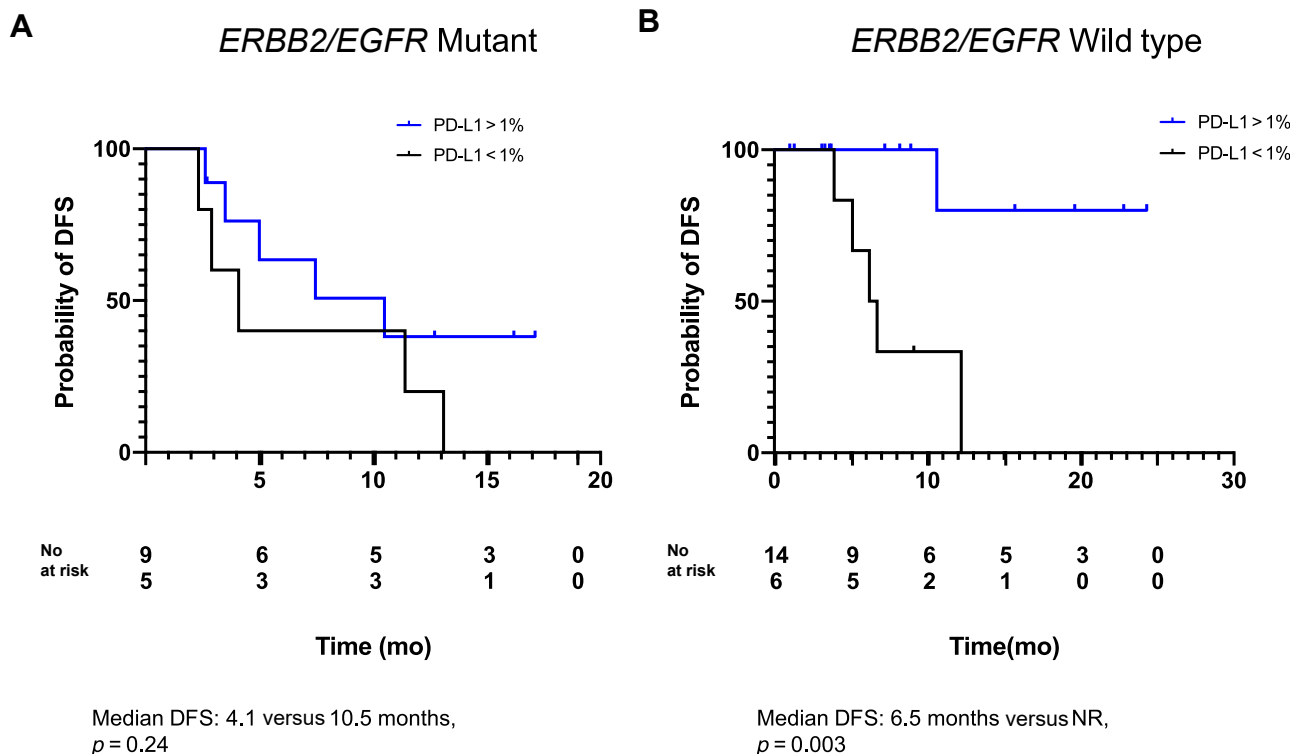 A
ERBB2/EGFR Mutant
PD-L1 > 1%
PD-L1 < 1%
Probability of DFS
100
50
0
5
10
15
20
No at risk
9 6 5 3 0
5 3 3 1 0
Time (mo)
Median DFS: 4.1 versus 10.5 months,
p = 0.24
B
ERBB2/EGFR Wild type
PD-L1 > 1%
PD-L1 < 1%
Probability of DFS
100
50
0
0
10
20
30
No at risk
14 9 6 5 3 0
6 5 2 1 0 0
Time(mo)
Median DFS: 6.5 months versus NR,
p = 0.003